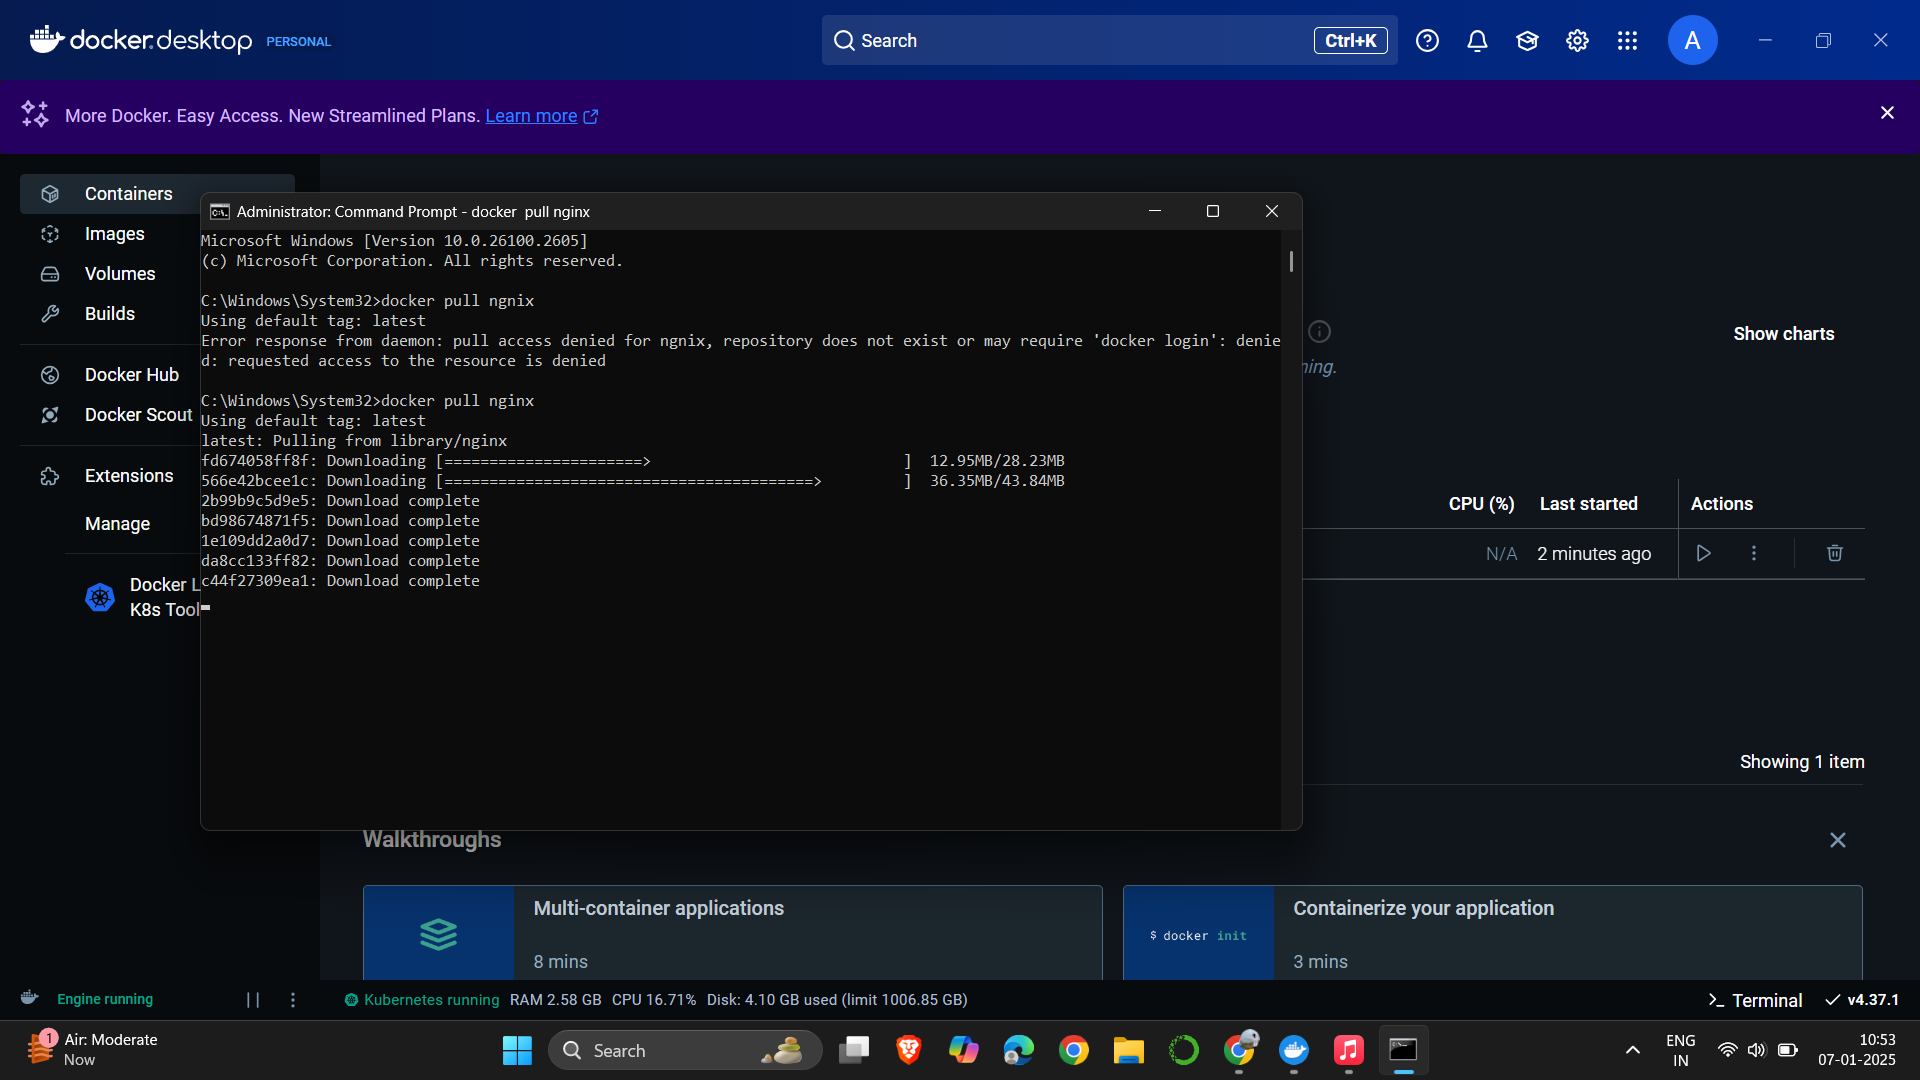 docker.desktop PERSONAL
Search Ctrl+K
A
More Docker. Easy Access. New Streamlined Plans. Learn more
Containers
Images
Volumes
Builds
Docker Hub
Docker Scout
Extensions
Manage
Docker L
K8s Tool
Administrator: Command Prompt - docker  pull nginx
Microsoft Windows [Version 10.0.26100.2605]
(c) Microsoft Corporation. All rights reserved.
C:\Windows\System32>docker pull ngnix
Using default tag: latest
Error response from daemon: pull access denied for ngnix, repository does not exist or may require 'docker login': denie
d: requested access to the resource is denied
C:\Windows\System32>docker pull nginx
Using default tag: latest
latest: Pulling from library/nginx
fd674058ff8f: Downloading [======================>                            ]  12.95MB/28.23MB
566e42bcee1c: Downloading [=========================================>         ]  36.35MB/43.84MB
2b99b9c5d9e5: Download complete
bd98674871f5: Download complete
1e109dd2a0d7: Download complete
da8cc133ff82: Download complete
c44f27309ea1: Download complete
ning.
Show charts
CPU (%) Last started Actions
N/A 2 minutes ago
Showing 1 item
Walkthroughs
Multi-container applications
8 mins
$ docker init
Containerize your application
3 mins
Engine running
Kubernetes running RAM 2.58 GB CPU 16.71% Disk: 4.10 GB used (limit 1006.85 GB)
Terminal v4.37.1
1
Air: Moderate
Now
Search
ENG
IN
10:53
07-01-2025